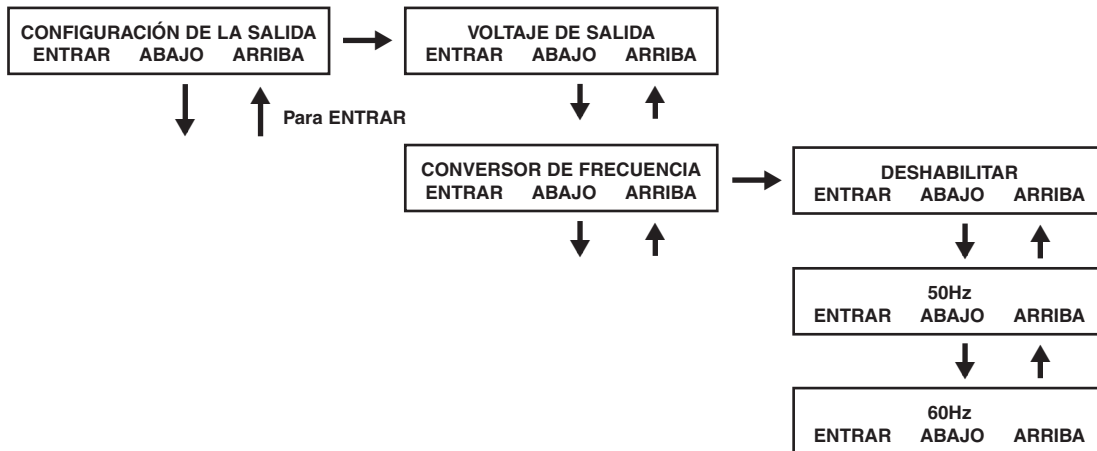 CONFIGURACIÓN DE LA SALIDA
ENTRAR ABAJO ARRIBA
VOLTAJE DE SALIDA
ENTRAR ABAJO ARRIBA
Para ENTRAR
CONVERSOR DE FRECUENCIA
ENTRAR ABAJO ARRIBA
DESHABILITAR
ENTRAR ABAJO ARRIBA
50Hz
ENTRAR ABAJO ARRIBA
60Hz
ENTRAR ABAJO ARRIBA